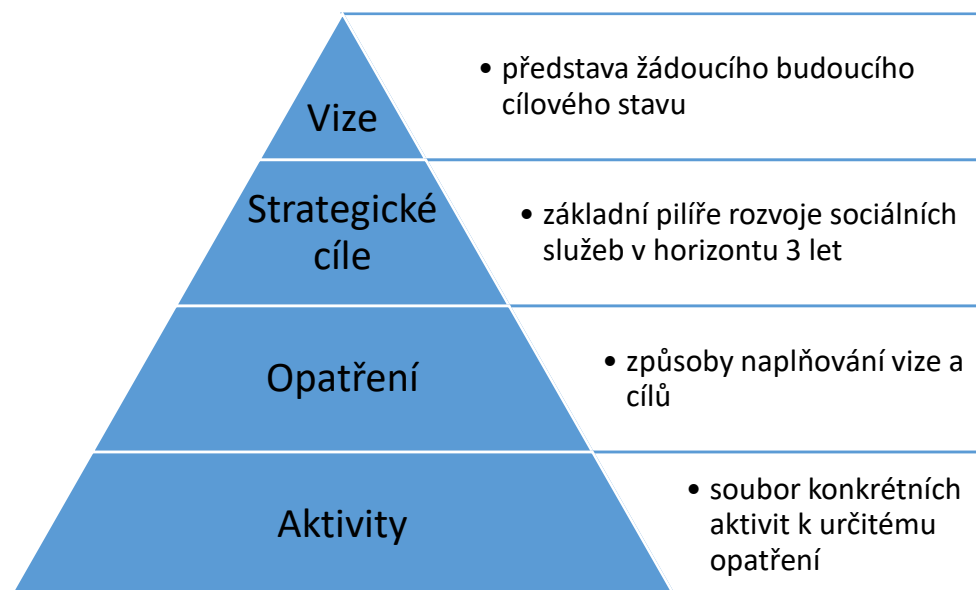 Vize
• představa žádoucího budoucího
cílového stavu
Strategické
cíle
• základní pilíře rozvoje sociálních
služeb v horizontu 3 let
Opatření
• způsoby naplňování vize a
cílů
Aktivity
• soubor konkrétních
aktivit k určitému
opatření